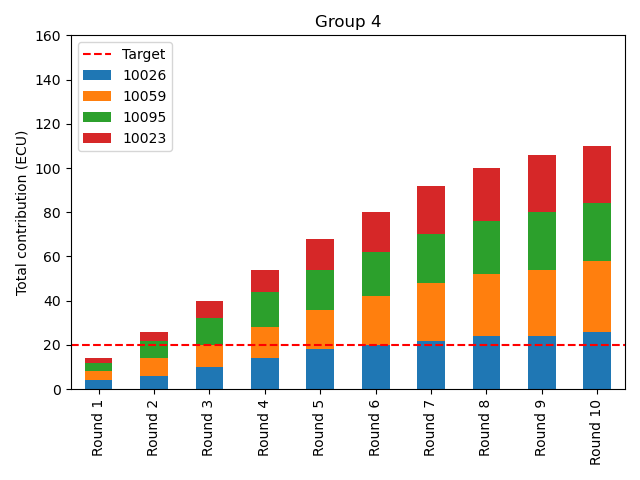 Group 4
Total contribution (ECU)
160
140
120
100
80
60
40
20
0
Target
10026
10059
10095
10023
Round 1
Round 2
Round 3
Round 4
Round 5
Round 6
Round 7
Round 8
Round 9
Round 10